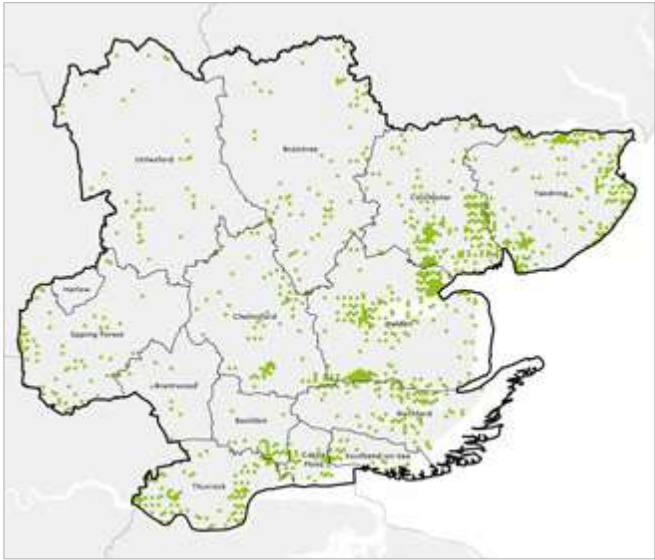 Uttlesford
Braintree
Colchester
Tendring
Harlow
Epping Forest
Chelmsford
Maldon
Brentwood
Basildon
Rochford
Castle
Point
Southend-on-Sea
Thurrock